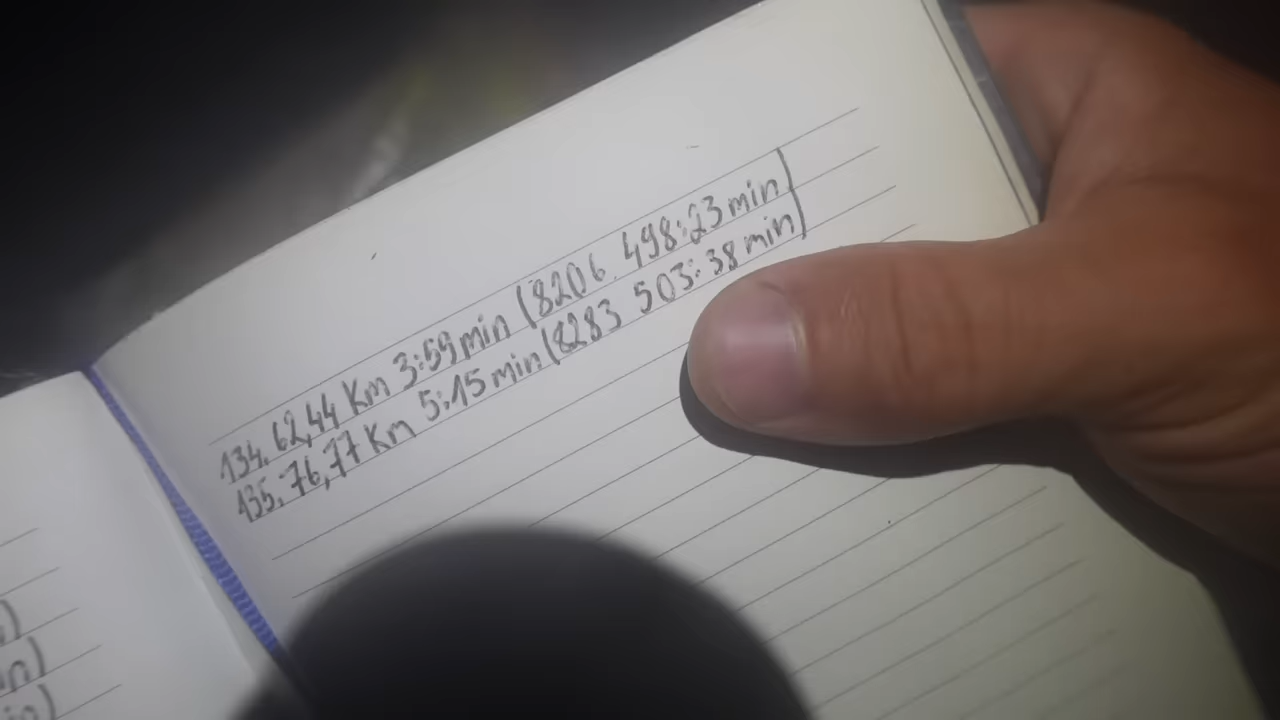 134. 62,44 Km 3:59 min (8206 498:23 min)
135. 76,77 Km 5:15 min (8283 503:38 min)